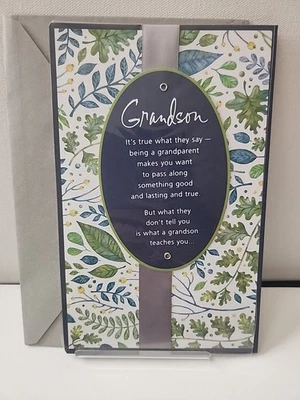 Grandson
It's true what they say—
being a grandparent
makes you want
to pass along
something good
and lasting and true.
But what they
don't tell you
is what a grandson
teaches you...